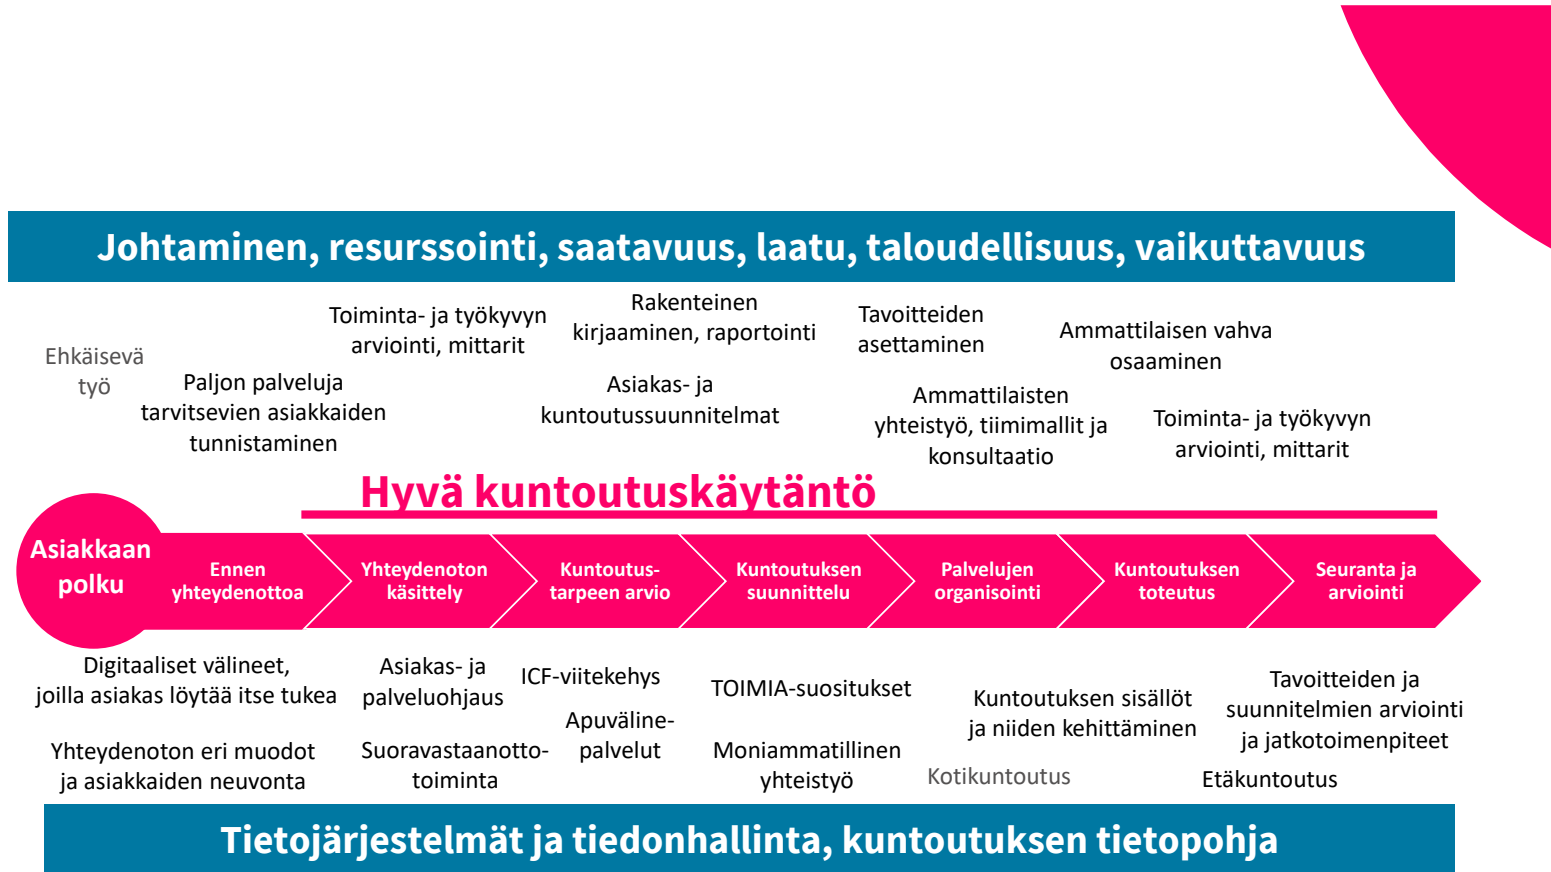 Johtaminen, resurssointi, saatavuus, laatu, taloudellisuus, vaikuttavuus
Ehkäisevä
työ
Paljon palveluja
tarvitsevien asiakkaiden
tunnistaminen
Toiminta- ja työkyvyn
arviointi, mittarit
Rakenteinen
kirjaaminen, raportointi
Asiakas- ja
kuntoutussuunnitelmat
Tavoitteiden
asettaminen
Ammattilaisten
yhteistyö, tiimimallit ja
konsultaatio
Ammattilaisen vahva
osaaminen
Toiminta- ja työkyvyn
arviointi, mittarit
Hyvä kuntoutuskäytäntö
Asiakkaan
polku
Ennen
yhteydenottoa
Yhteydenoton
käsittely
Kuntoutus-
tarpeen arvio
Kuntoutuksen
suunnittelu
Palvelujen
organisointi
Kuntoutuksen
toteutus
Seuranta ja
arviointi
Digitaaliset välineet,
joilla asiakas löytää itse tukea
Yhteydenoton eri muodot
ja asiakkaiden neuvonta
Asiakas- ja
palveluohjaus
Suoravastaanotto-
toiminta
ICF-viitekehys
Apuväline-
palvelut
TOIMIA-suositukset
Moniammatillinen
yhteistyö
Kuntoutuksen sisällöt
ja niiden kehittäminen
Kotikuntoutus
Tavoitteiden ja
suunnitelmien arviointi
ja jatkotoimenpiteet
Etäkuntoutus
Tietojärjestelmät ja tiedonhallinta, kuntoutuksen tietopohja